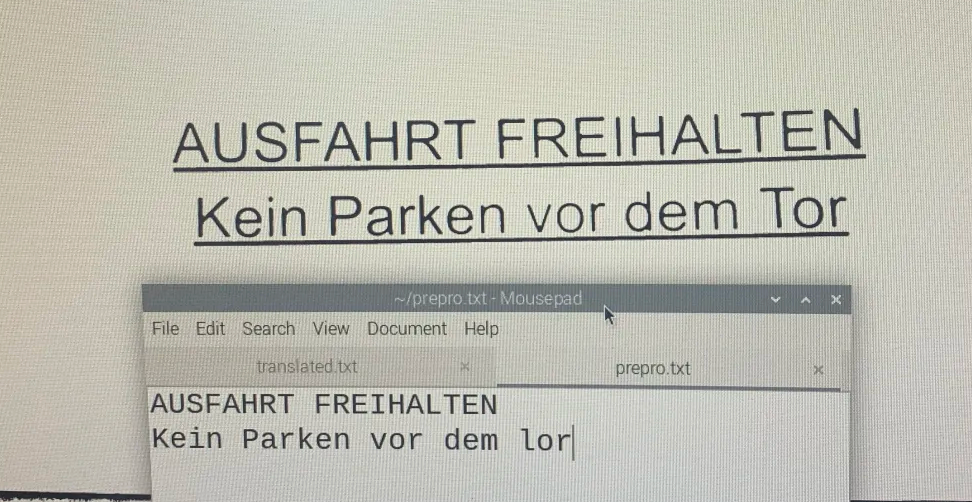 AUSFAHRT FREIHALTEN
Kein Parken vor dem Tor
~/prepro.txt - Mousepad
File Edit Search View Document Help
translated.txt × prepro.txt ×
AUSFAHRT FREIHALTEN
Kein Parken vor dem lor